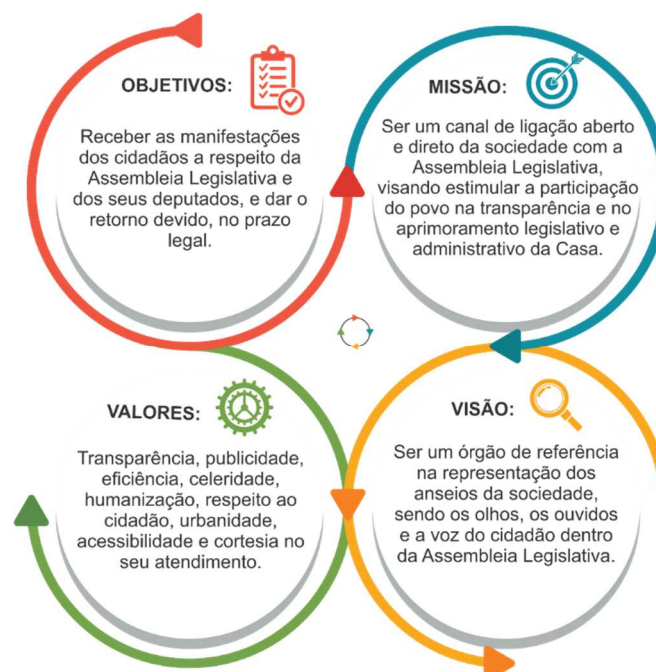 OBJETIVOS:
Receber as manifestações
dos cidadãos a respeito da
Assembleia Legislativa e
dos seus deputados, e dar o
retorno devido, no prazo
legal.
MISSÃO:
Ser um canal de ligação aberto
e direto da sociedade com a
Assembleia Legislativa,
visando estimular a participação
do povo na transparência e no
aprimoramento legislativo e
administrativo da Casa.
VALORES:
Transparência, publicidade,
eficiência, celeridade,
humanização, respeito ao
cidadão, urbanidade,
acessibilidade e cortesia no
seu atendimento.
VISÃO:
Ser um órgão de referência
na representação dos
anseios da sociedade,
sendo os olhos, os ouvidos
e a voz do cidadão dentro
da Assembleia Legislativa.